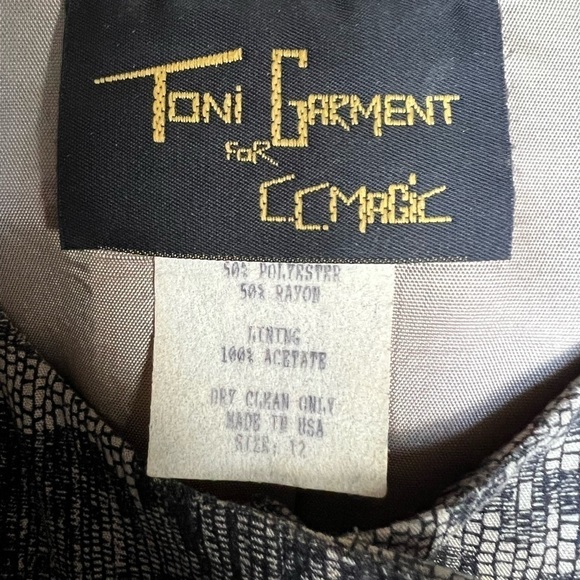 Toni Garment
for
C.C. Magic
50% POLYESTER
50% RAYON
LINING
100% ACETATE
DRY CLEAN ONLY
MADE IN USA
SIZE: 12